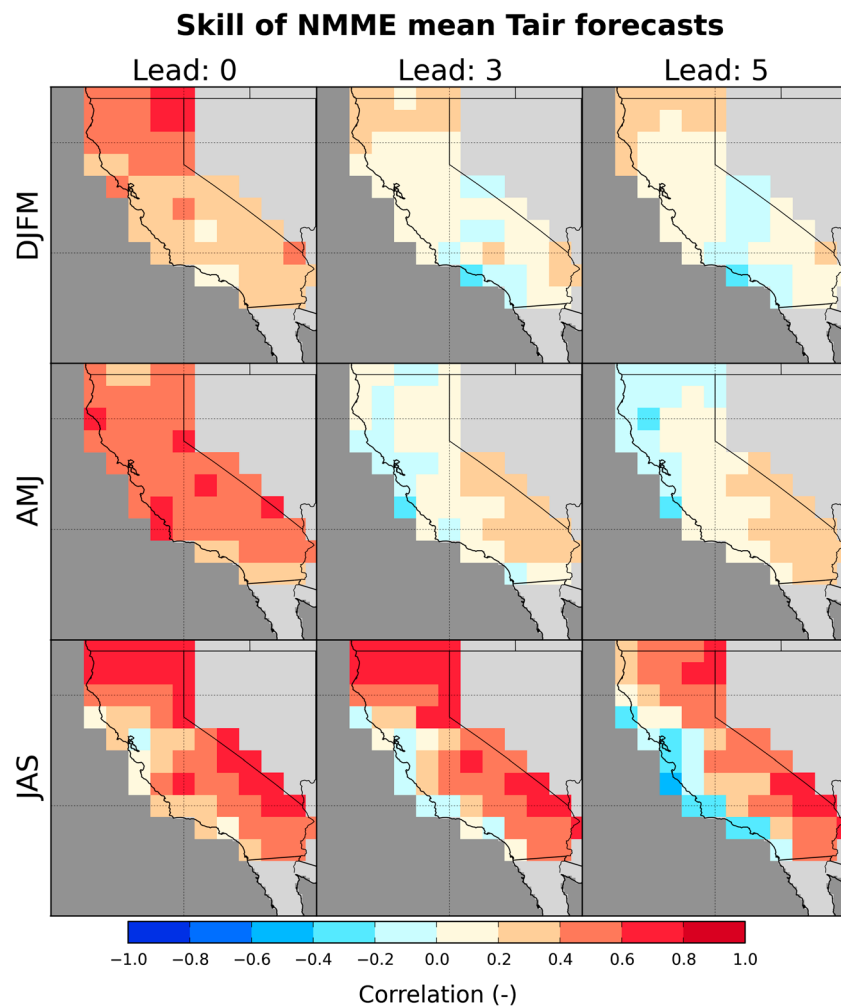 Skill of NMME mean Tair forecasts
Lead: 0 Lead: 3 Lead: 5
DJFM
AMJ
JAS
−1.0 −0.8 −0.6 −0.4 −0.2 0.0 0.2 0.4 0.6 0.8 1.0
Correlation (-)